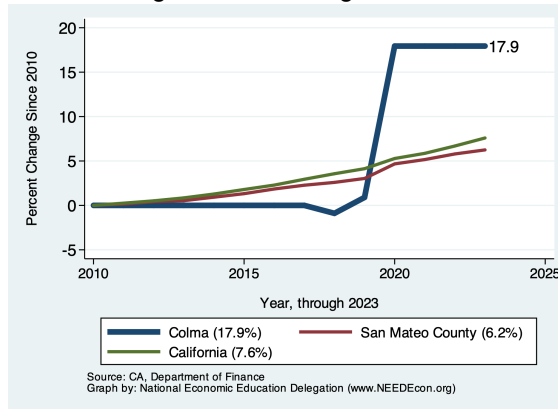 20
15
10
5
0
-5
Percent Change Since 2010
17.9
2010
2015
2020
2025
Year, through 2023
Colma (17.9%)
San Mateo County (6.2%)
California (7.6%)
Source: CA, Department of Finance
Graph by: National Economic Education Delegation (www.NEEDEcon.org)